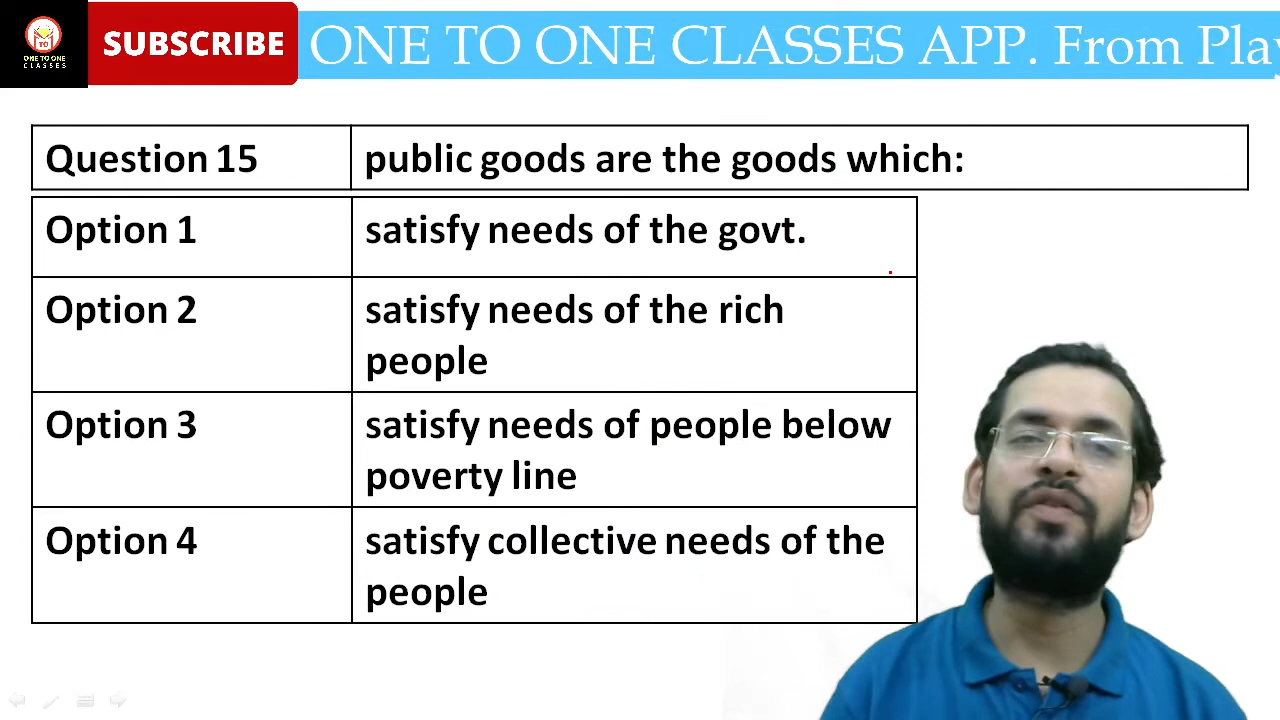 ONE TO ONE
CLASSES
SUBSCRIBE
ONE TO ONE CLASSES APP. From Play
Question 15 public goods are the goods which:
Option 1 satisfy needs of the govt.
Option 2 satisfy needs of the rich
people
Option 3 satisfy needs of people below
poverty line
Option 4 satisfy collective needs of the
people